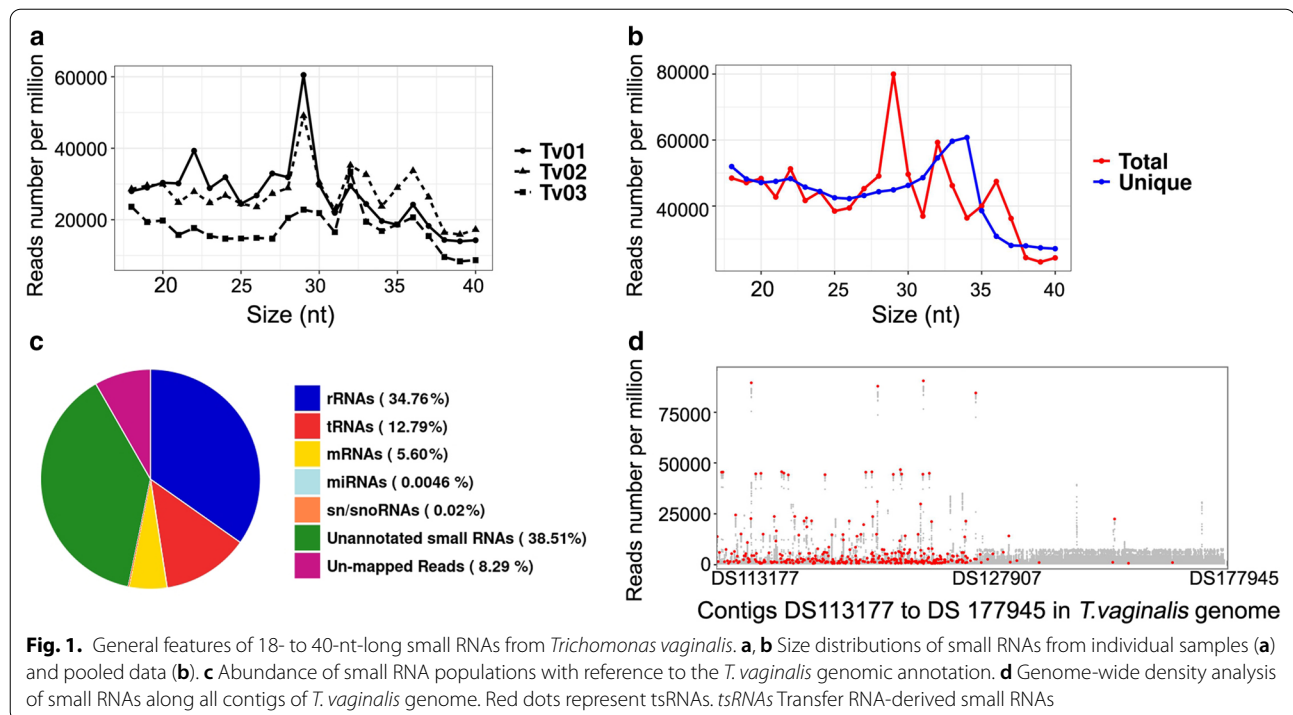 a
60000
40000
20000
Reads number per million
20 25 30 35 40
Size (nt)
Tv01
Tv02
Tv03
b
80000
60000
40000
Reads number per million
20 25 30 35 40
Size (nt)
Total
Unique
c
rRNAs ( 34.76%)
tRNAs ( 12.79%)
mRNAs ( 5.60%)
miRNAs ( 0.0046 %)
sn/snoRNAs ( 0.02%)
Unannotated small RNAs ( 38.51%)
Un-mapped Reads ( 8.29 %)
d
75000
50000
25000
0
Reads number per million
DS113177 DS127907 DS177945
Contigs DS113177 to DS 177945 in T.vaginalis genome
Fig. 1. General features of 18- to 40-nt-long small RNAs from Trichomonas vaginalis. a, b Size distributions of small RNAs from individual samples (a)
and pooled data (b). c Abundance of small RNA populations with reference to the T. vaginalis genomic annotation. d Genome-wide density analysis
of small RNAs along all contigs of T. vaginalis genome. Red dots represent tsRNAs. tsRNAs Transfer RNA-derived small RNAs